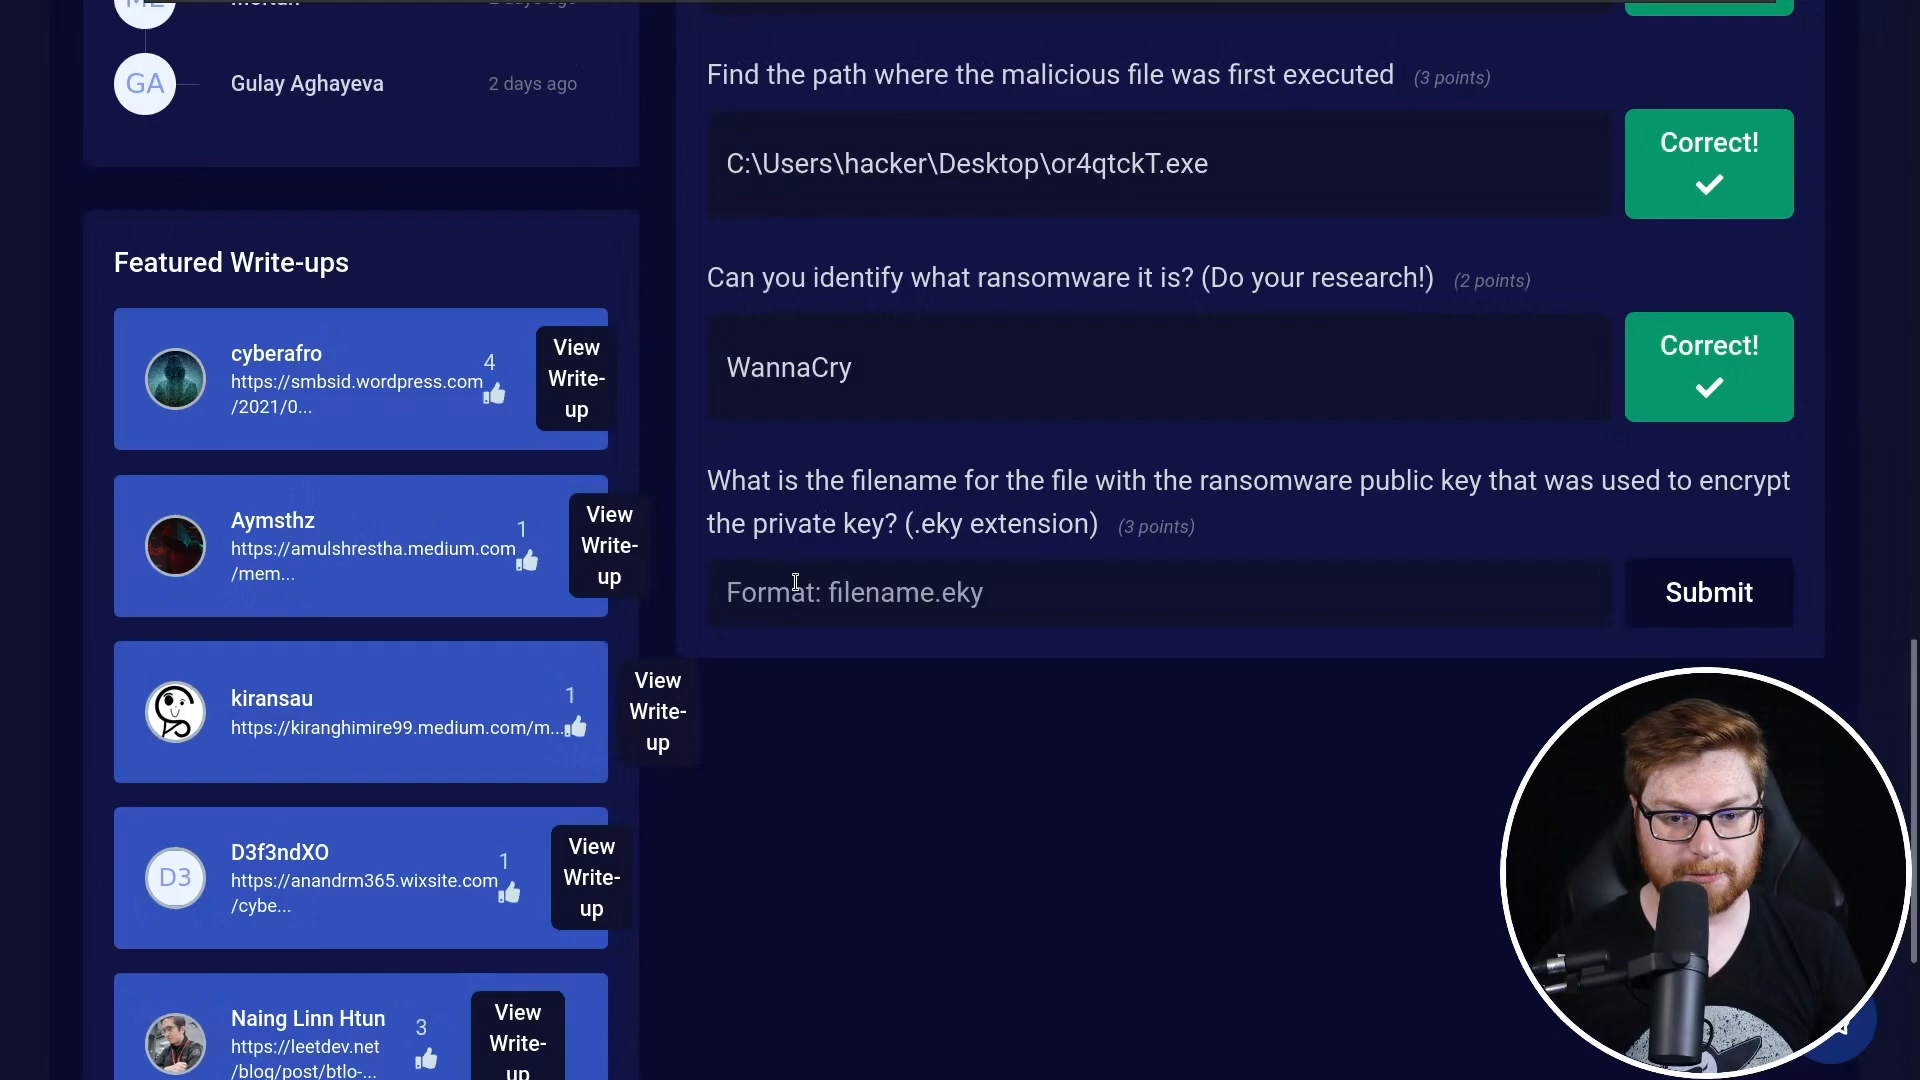 2 days ago
GA
Gulay Aghayeva
2 days ago
Featured Write-ups
cyberafro
https://smbsid.wordpress.com
/2021/0...
4
View
Write-
up
Aymsthz
https://amulshrestha.medium.com
/mem...
1
View
Write-
up
kiransau
https://kiranghimire99.medium.com/m...
1
View
Write-
up
D3
D3f3ndXO
https://anandrm365.wixsite.com
/cybe...
1
View
Write-
up
Naing Linn Htun
https://leetdev.net
/blog/post/btlo-...
3
View
Write-
up
Find the path where the malicious file was first executed (3 points)
C:\Users\hacker\Desktop\or4qtckT.exe
Correct!
Can you identify what ransomware it is? (Do your research!) (2 points)
WannaCry
Correct!
What is the filename for the file with the ransomware public key that was used to encrypt
the private key? (.eky extension) (3 points)
Format: filename.eky
Submit